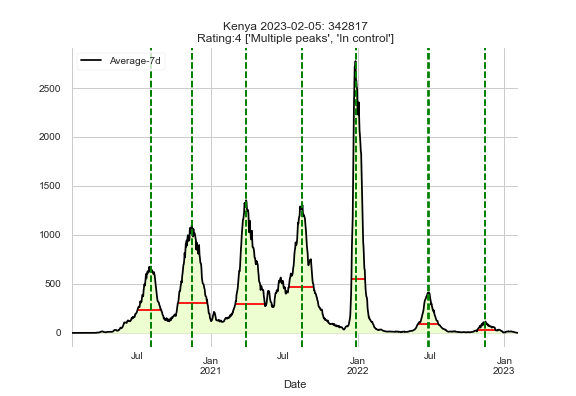 Kenya 2023-02-05: 342817
Rating:4 ['Multiple peaks', 'In control']
Average-7d
2500
2000
1500
1000
500
0
Jul
Jan
2021
Jul
Jan
2022
Jul
Jan
2023
Date